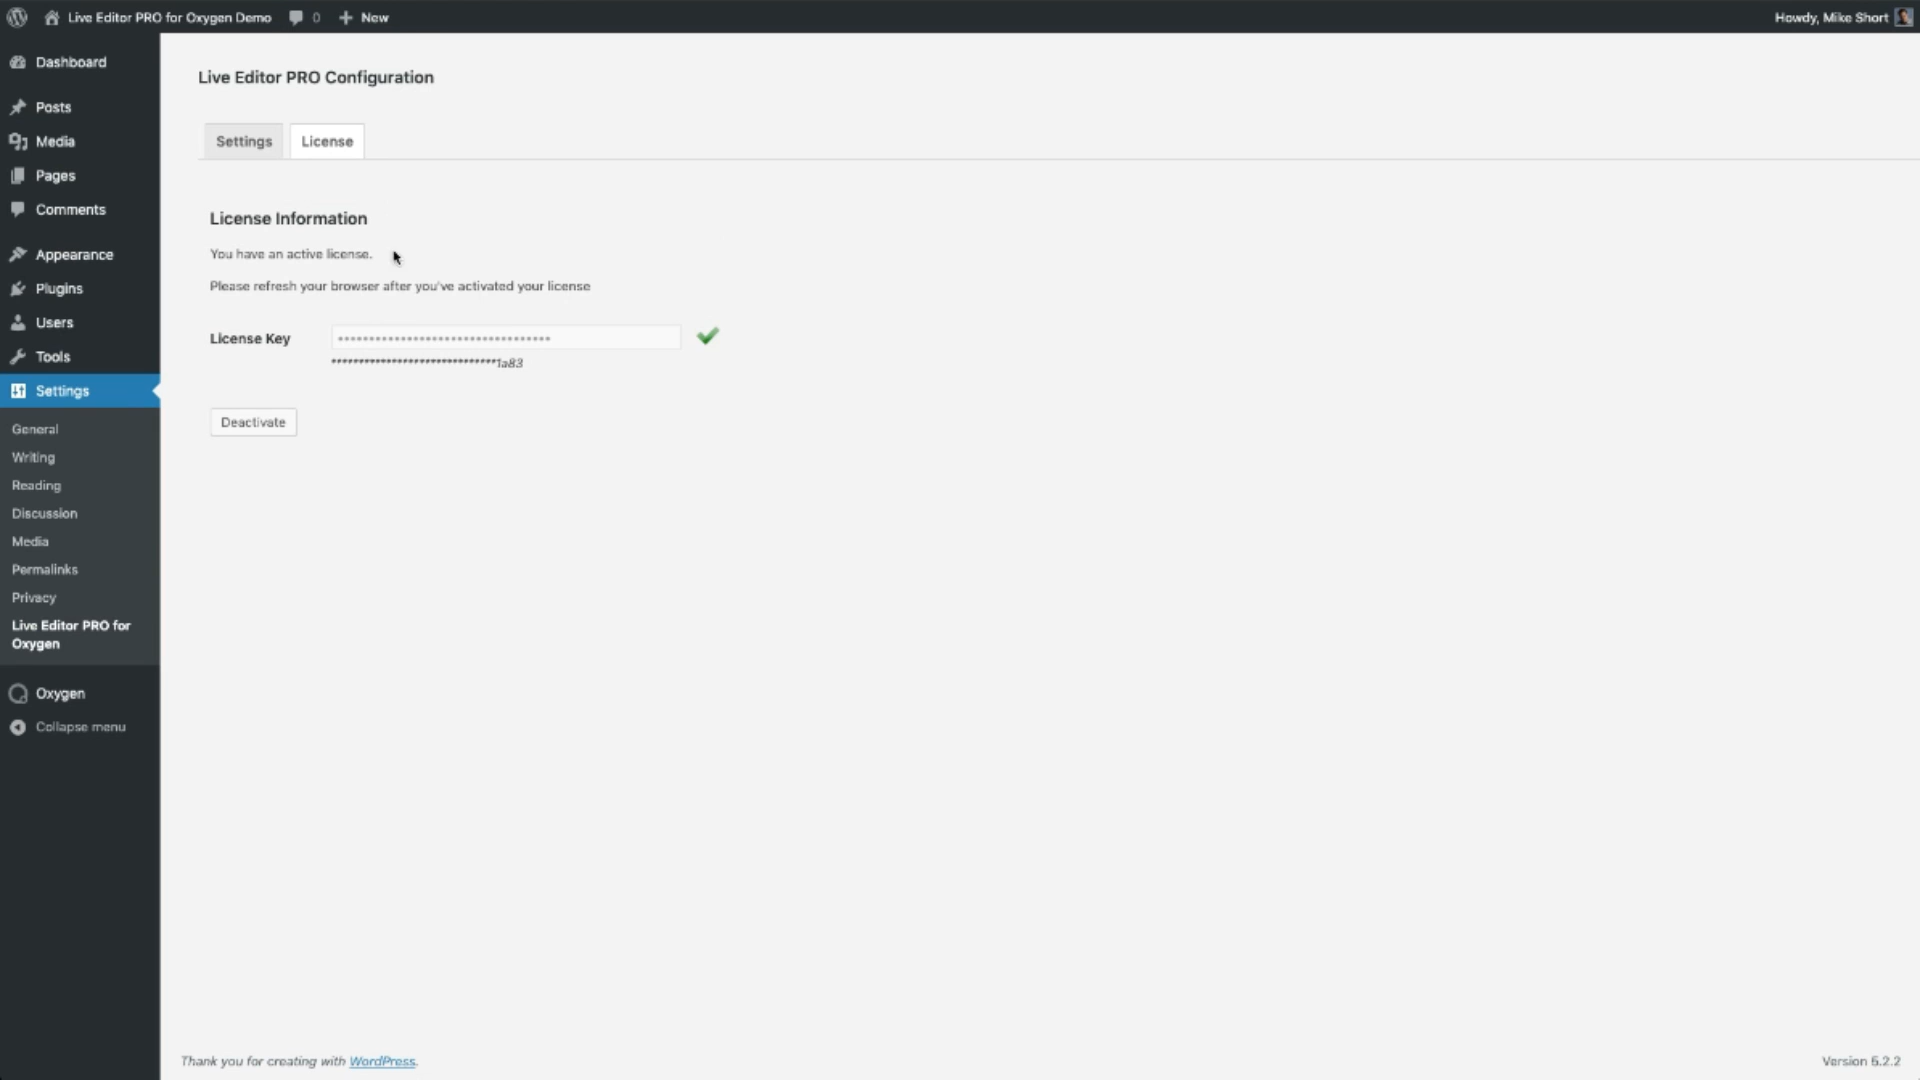 Live Editor PRO for Oxygen Demo 0 New Howdy, Mike Short
Dashboard
Posts
Media
Pages
Comments
Appearance
Plugins
Users
Tools
Settings
General
Writing
Reading
Discussion
Media
Permalinks
Privacy
Live Editor PRO for
Oxygen
Oxygen
Collapse menu
Live Editor PRO Configuration
Settings License
License Information
You have an active license.
Please refresh your browser after you've activated your license
License Key ••••••••••••••••••••••••••••••••••
******************************1a83
Deactivate
Thank you for creating with WordPress.
Version 5.2.2